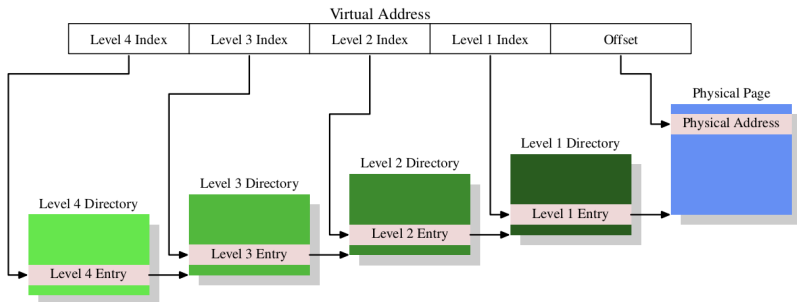 Virtual Address
Level 4 Index
Level 3 Index
Level 2 Index
Level 1 Index
Offset
Physical Page
Physical Address
Level 1 Directory
Level 1 Entry
Level 2 Directory
Level 2 Entry
Level 3 Directory
Level 3 Entry
Level 4 Directory
Level 4 Entry